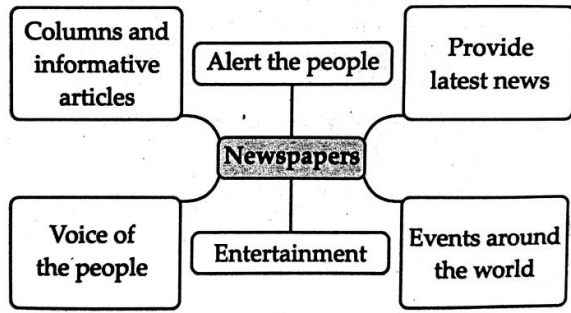 Columns and
informative
articles
Alert the people
Provide
latest news
Newspapers
Voice of
the people
Entertainment
Events around
the world